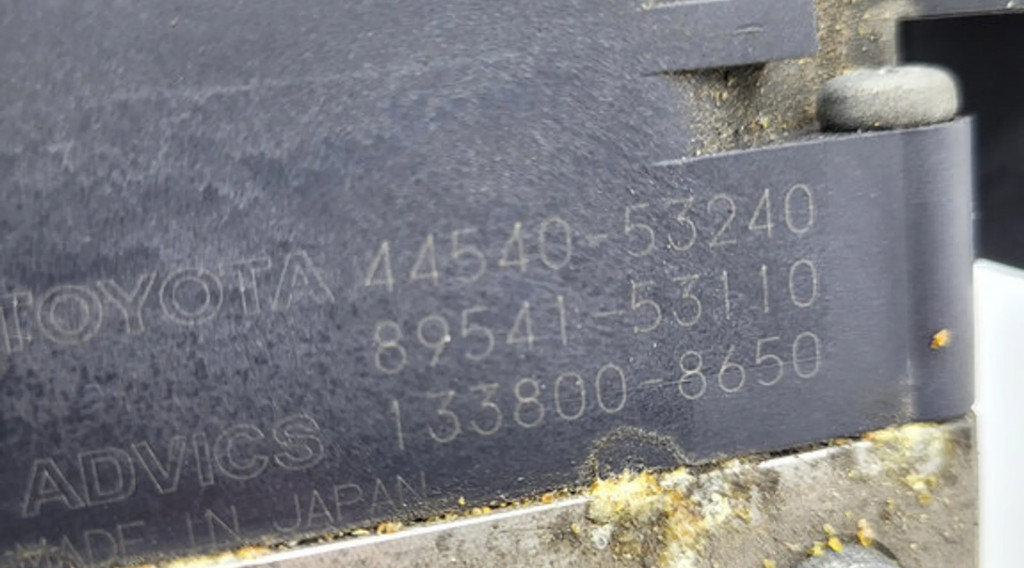 TOYOTA 44540-53240
89541-53110
133800-8650
ADVICS
MADE IN JAPAN